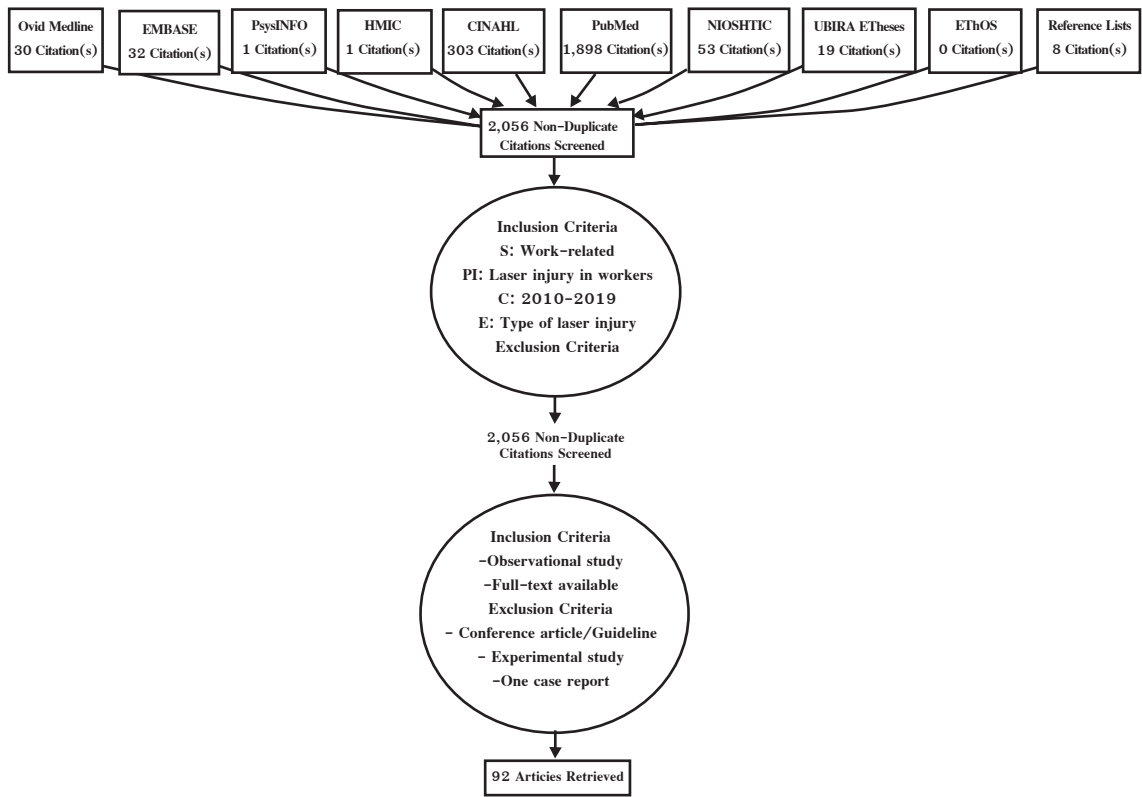 Ovid Medline
30 Citation(s)
EMBASE
32 Citation(s)
PsysINFO
1 Citation(s)
HMIC
1 Citation(s)
CINAHL
303 Citation(s)
PubMed
1,898 Citation(s)
NIOSHTIC
53 Citation(s)
UBIRA ETheses
19 Citation(s)
EThOS
0 Citation(s)
Reference Lists
8 Citation(s)
2,056 Non-Duplicate
Citations Screened
Inclusion Criteria
S: Work-related
PI: Laser injury in workers
C: 2010-2019
E: Type of laser injury
Exclusion Criteria
2,056 Non-Duplicate
Citations Screened
Inclusion Criteria
-Observational study
-Full-text available
Exclusion Criteria
- Conference article/Guideline
- Experimental study
-One case report
92 Articles Retrieved